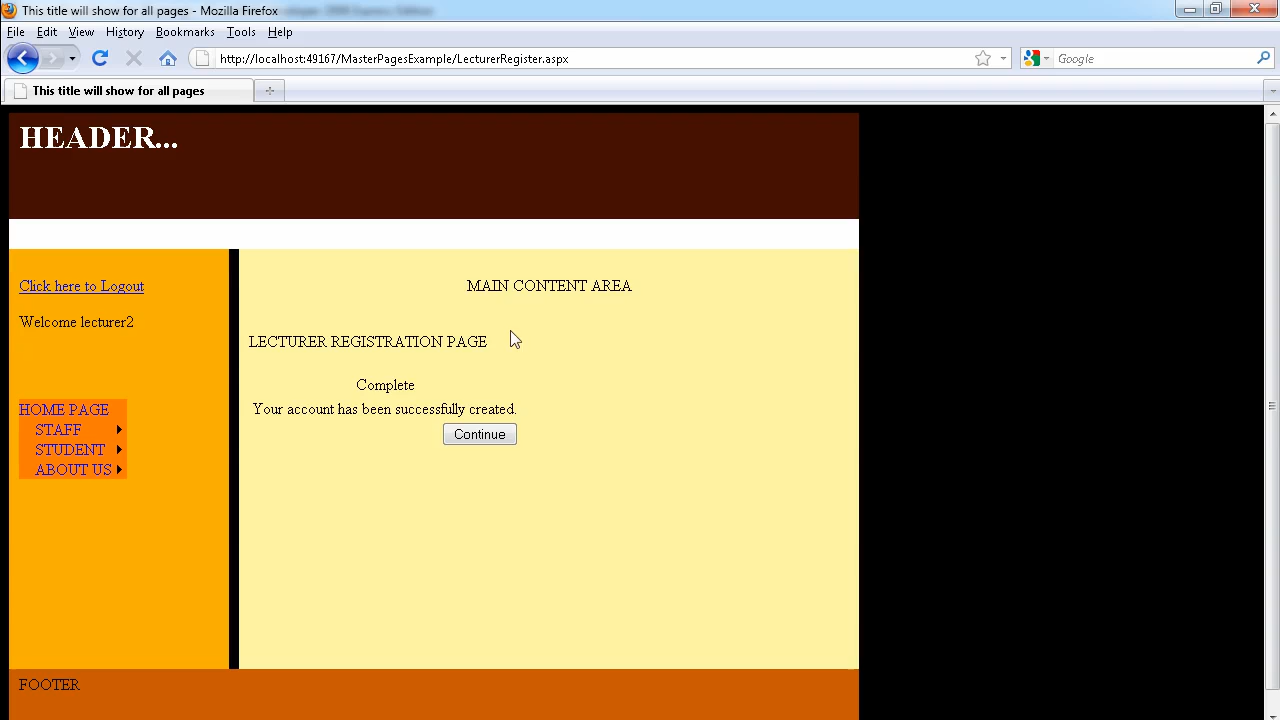 This title will show for all pages - Mozilla Firefox
File Edit View History Bookmarks Tools Help
http://localhost:49167/MasterPagesExample/LecturerRegister.aspx
Google
This title will show for all pages
HEADER...
Click here to Logout
MAIN CONTENT AREA
Welcome lecturer2
LECTURER REGISTRATION PAGE
Complete
Your account has been successfully created.
Continue
HOME PAGE
STAFF
STUDENT
ABOUT US
FOOTER